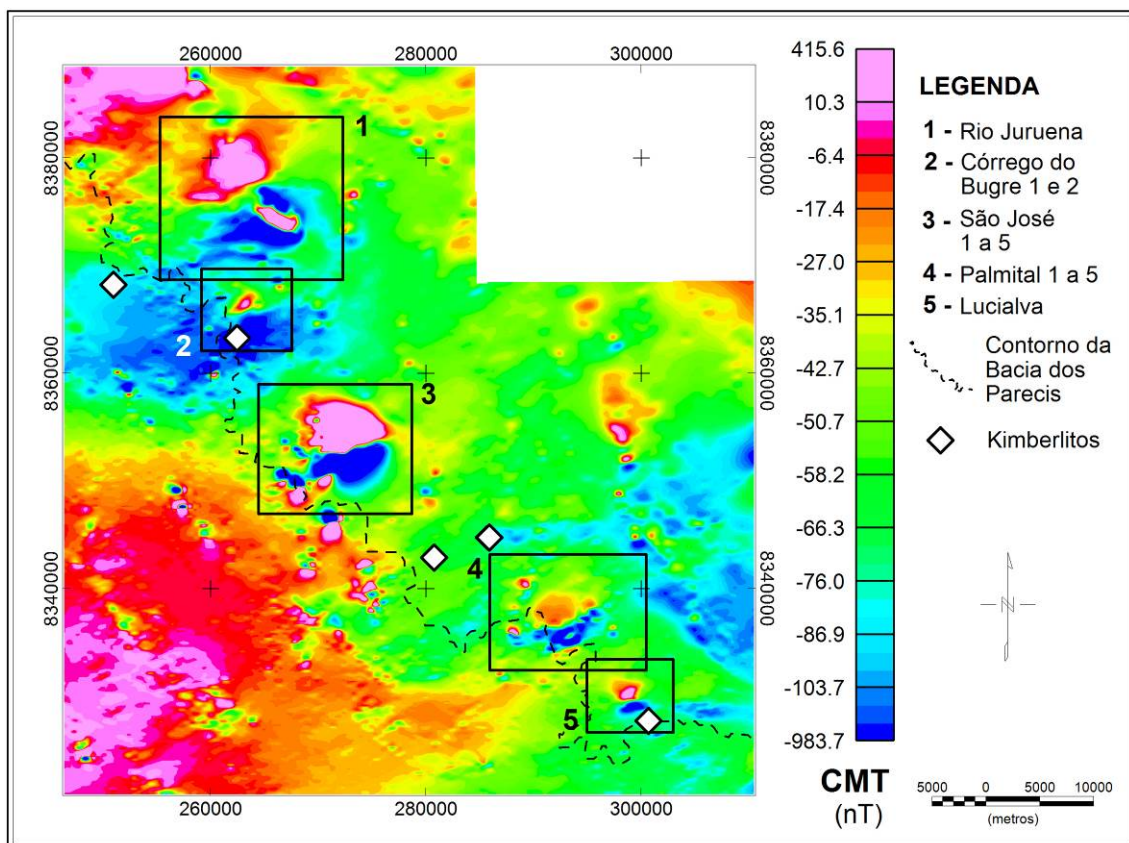 260000 280000 300000
8380000
8360000
8340000
8380000
8360000
8340000
260000 280000 300000
1
2
3
4
5
415.6
10.3
-6.4
-17.4
-27.0
-35.1
-42.7
-50.7
-58.2
-66.3
-76.0
-86.9
-103.7
-983.7
CMT
(nT)
LEGENDA
1 - Rio Juruena
2 - Córrego do
Bugre 1 e 2
3 - São José
1 a 5
4 - Palmital 1 a 5
5 - Lucialva
Contorno da
Bacia dos
Parecis
Kimberlitos
N
5000 0 5000 10000
(metros)